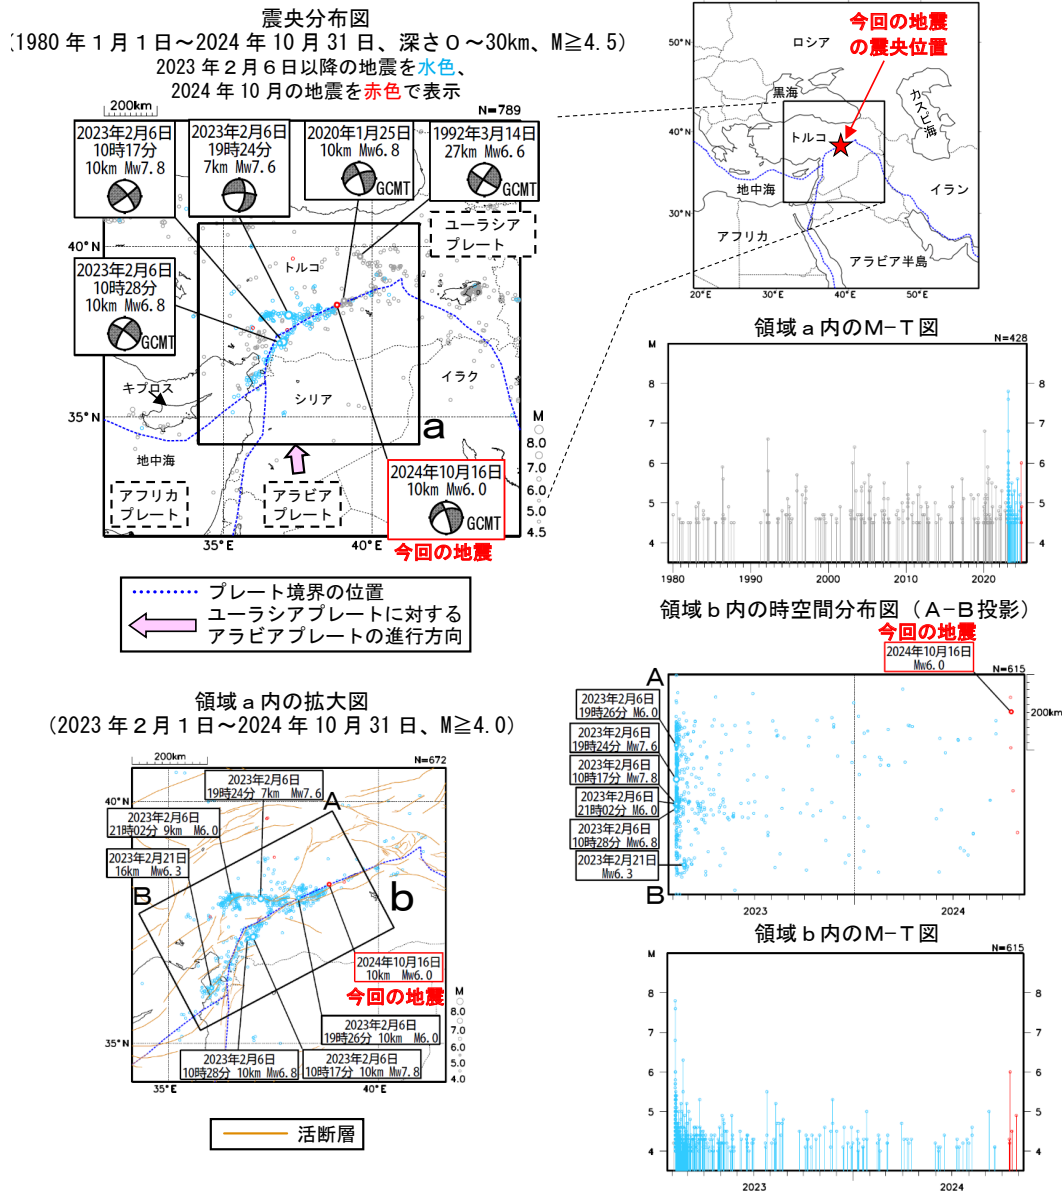 震央分布図
(1980年1月1日~2024年10月31日、深さ0~30km、M≧4.5)
2023年2月6日以降の地震を水色、
2024年10月の地震を赤色で表示
200km
N=789
2023年2月6日
10時17分
10km Mw7.8
2023年2月6日
19時24分
7km Mw7.6
2020年1月25日
10km Mw6.8
GCMT
1992年3月14日
27km Mw6.6
GCMT
ユーラシア
プレート
40°N
トルコ
2023年2月6日
10時28分
10km Mw6.8
GCMT
キプロス
イラク
シリア
35°N
a
地中海
アフリカ
プレート
アラビア
プレート
2024年10月16日
10km Mw6.0
GCMT
今回の地震
35°E
40°E
M
8.0
7.0
6.0
5.0
4.5
プレート境界の位置
ユーラシアプレートに対する
アラビアプレートの進行方向
今回の地震
の震央位置
ロシア
50°N
黒海
カスピ海
40°N
トルコ
地中海
イラン
30°N
アフリカ
アラビア半島
20°E
30°E
40°E
50°E
領域a内のM-T図
M
N=428
8
8
7
7
6
6
5
5
4
4
1980
1990
2000
2010
2020
領域b内の時空間分布図(A-B投影)
今回の地震
2024年10月16日
Mw6.0
N=615
A
200km
2023年2月6日
19時26分 M6.0
2023年2月6日
19時24分 Mw7.6
2023年2月6日
10時17分 Mw7.8
2023年2月6日
21時02分 M6.0
2023年2月6日
10時28分 Mw6.8
2023年2月21日
Mw6.3
B
2023
2024
領域a内の拡大図
(2023年2月1日~2024年10月31日、M≧4.0)
200km
N=672
2023年2月6日
19時24分 7km Mw7.6
40°N
A
2023年2月6日
21時02分 9km M6.0
2023年2月21日
16km Mw6.3
B
b
2024年10月16日
10km Mw6.0
今回の地震
2023年2月6日
19時26分 10km M6.0
35°N
2023年2月6日
10時28分 10km Mw6.8
2023年2月6日
10時17分 10km Mw7.8
35°E
40°E
M
8.0
7.0
6.0
5.0
4.0
活断層
領域b内のM-T図
M
N=615
8
8
7
7
6
6
5
5
4
4
2023
2024